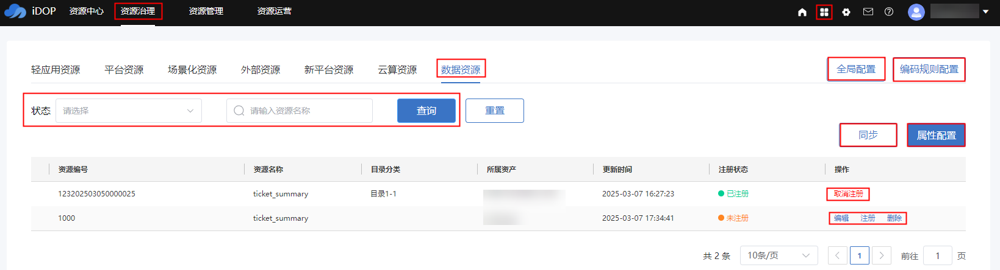 iDOP 资源中心 资源治理 资源管理 资源运营
轻应用资源 平台资源 场景化资源 外部资源 新平台资源 云算资源 数据资源 全局配置 编码规则配置
状态 请选择 请输入资源名称 查询 重置
同步 属性配置
资源编号 资源名称 目录分类 所属资产 更新时间 注册状态 操作
123202503050000025 ticket_summary 目录1-1 2025-03-07 16:27:23 已注册 取消注册
1000 ticket_summary 2025-03-07 17:34:41 未注册 编辑 注册 删除
共 2 条 10条/页 1 前往 1 页